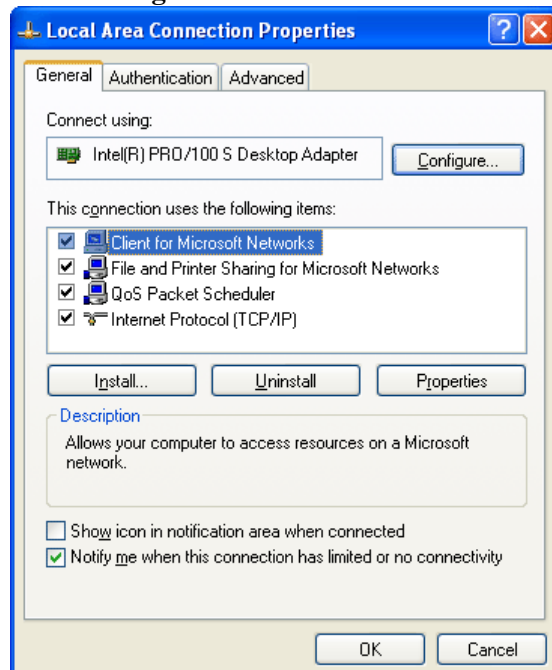 Local Area Connection Properties
General Authentication Advanced
Connect using:
Intel(R) PRO/100 S Desktop Adapter Configure...
This connection uses the following items:
Client for Microsoft Networks
File and Printer Sharing for Microsoft Networks
QoS Packet Scheduler
Internet Protocol (TCP/IP)
Install... Uninstall Properties
Description
Allows your computer to access resources on a Microsoft
network.
Show icon in notification area when connected
Notify me when this connection has limited or no connectivity
OK Cancel